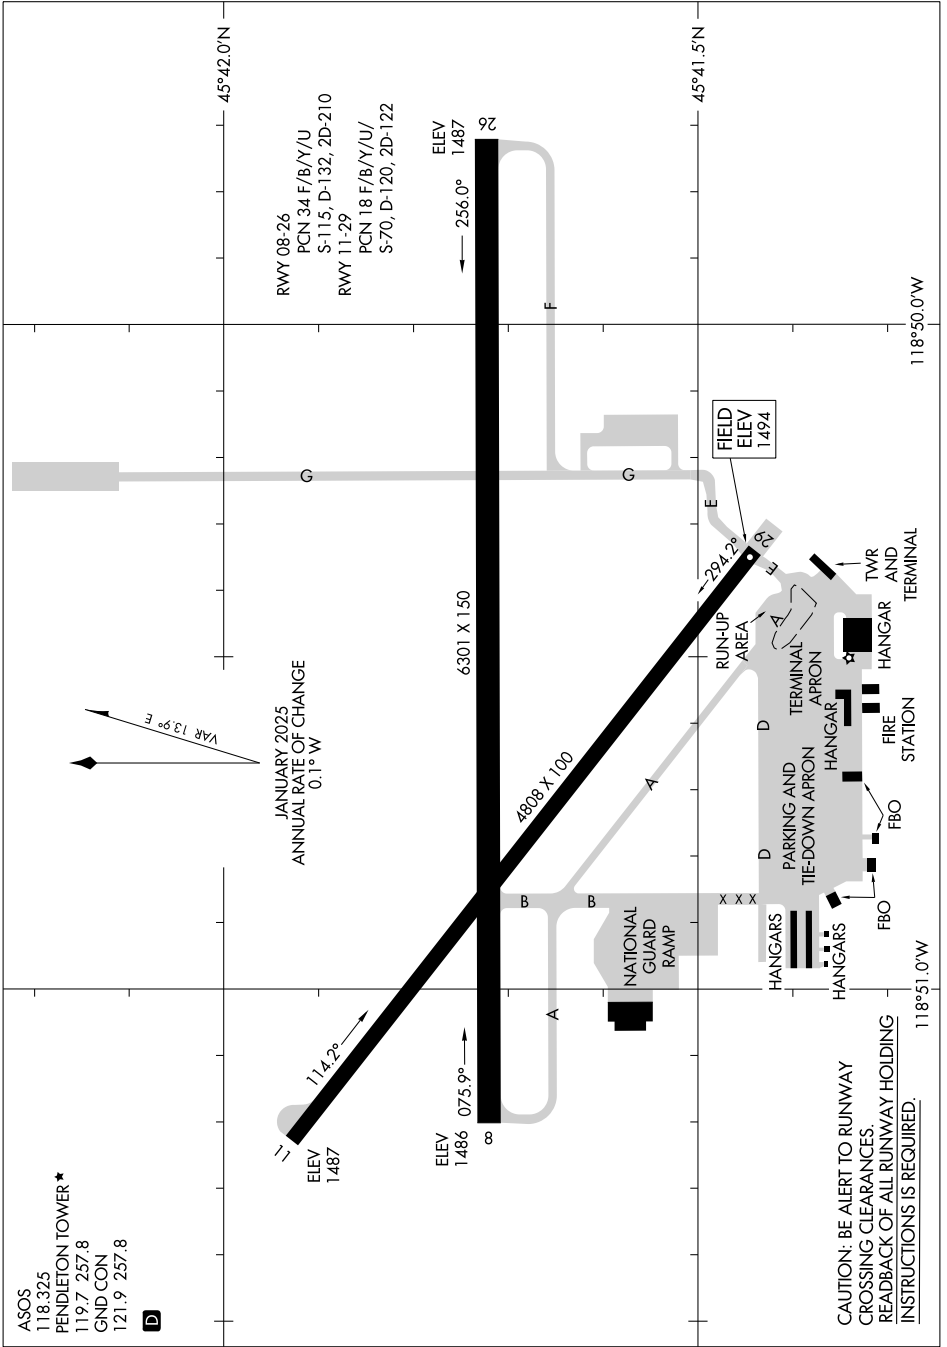 ASOS
118.325
PENDLETON TOWER★
119.7 257.8
GND CON
121.9 257.8
D
JANUARY 2025
ANNUAL RATE OF CHANGE
0.1° W
VAR 13.9° E
45°42.0'N
RWY 08-26
PCN 34 F/B/Y/U
S-115, D-132, 2D-210
RWY 11-29
PCN 18 F/B/Y/U/
S-70, D-120, 2D-122
11
ELEV
1487
114.2°
G
ELEV
1486
075.9°
8
6301 X 150
ELEV
1487
26
256.0°
4808 X 100
A
B
B
A
F
G
E
NATIONAL
GUARD
RAMP
X X X
294.2°
29
FIELD
ELEV
1494
45°41.5'N
E
RUN-UP
AREA
A
D
D
HANGARS
HANGARS
PARKING AND
TIE-DOWN APRON
TERMINAL
APRON
HANGAR
HANGAR
TWR
AND
TERMINAL
FIRE
STATION
FBO
FBO
118°51.0'W
118°50.0'W
CAUTION: BE ALERT TO RUNWAY
CROSSING CLEARANCES.
READBACK OF ALL RUNWAY HOLDING
INSTRUCTIONS IS REQUIRED.